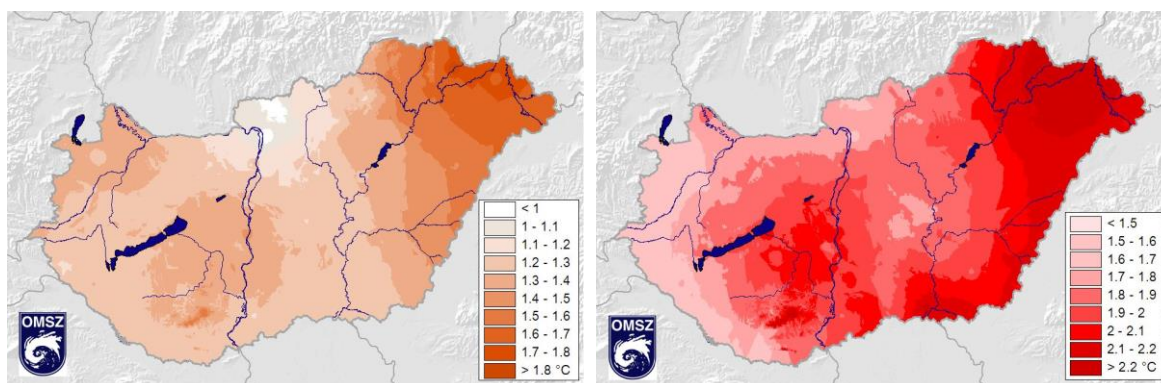 OMSZ
< 1
1 - 1.1
1.1 - 1.2
1.2 - 1.3
1.3 - 1.4
1.4 - 1.5
1.5 - 1.6
1.6 - 1.7
1.7 - 1.8
> 1.8 °C
OMSZ
< 1.5
1.5 - 1.6
1.6 - 1.7
1.7 - 1.8
1.8 - 1.9
1.9 - 2
2 - 2.1
2.1 - 2.2
> 2.2 °C